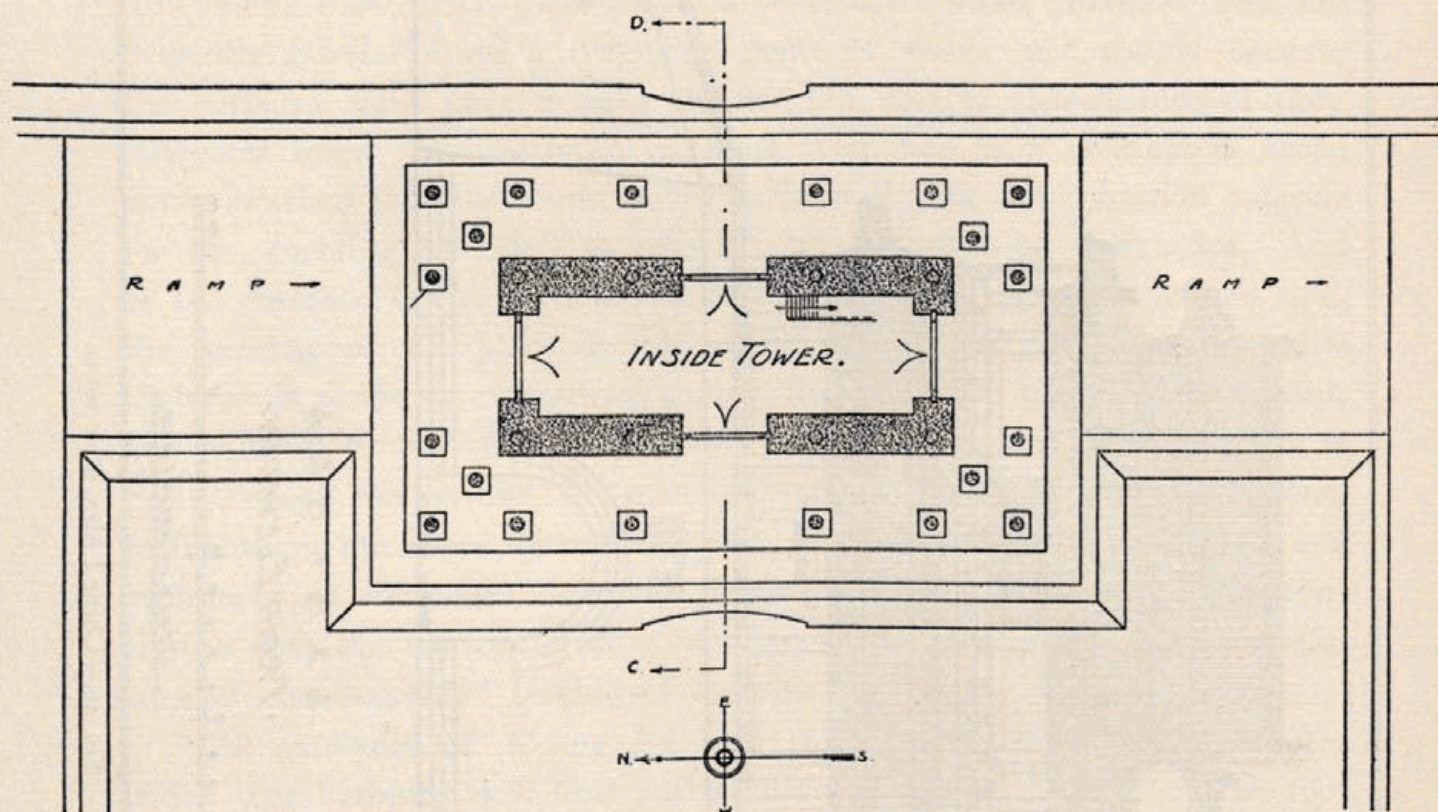 D.
RAMP
RAMP
INSIDE TOWER.
C.
E
N.
S.